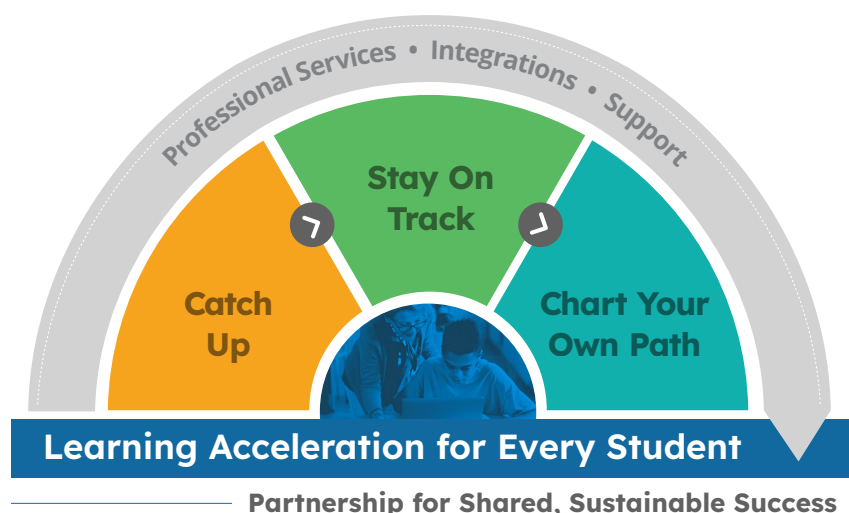 Professional Services • Integrations • Support
Stay On
Track
Catch
Up
Chart Your
Own Path
Learning Acceleration for Every Student
Partnership for Shared, Sustainable Success